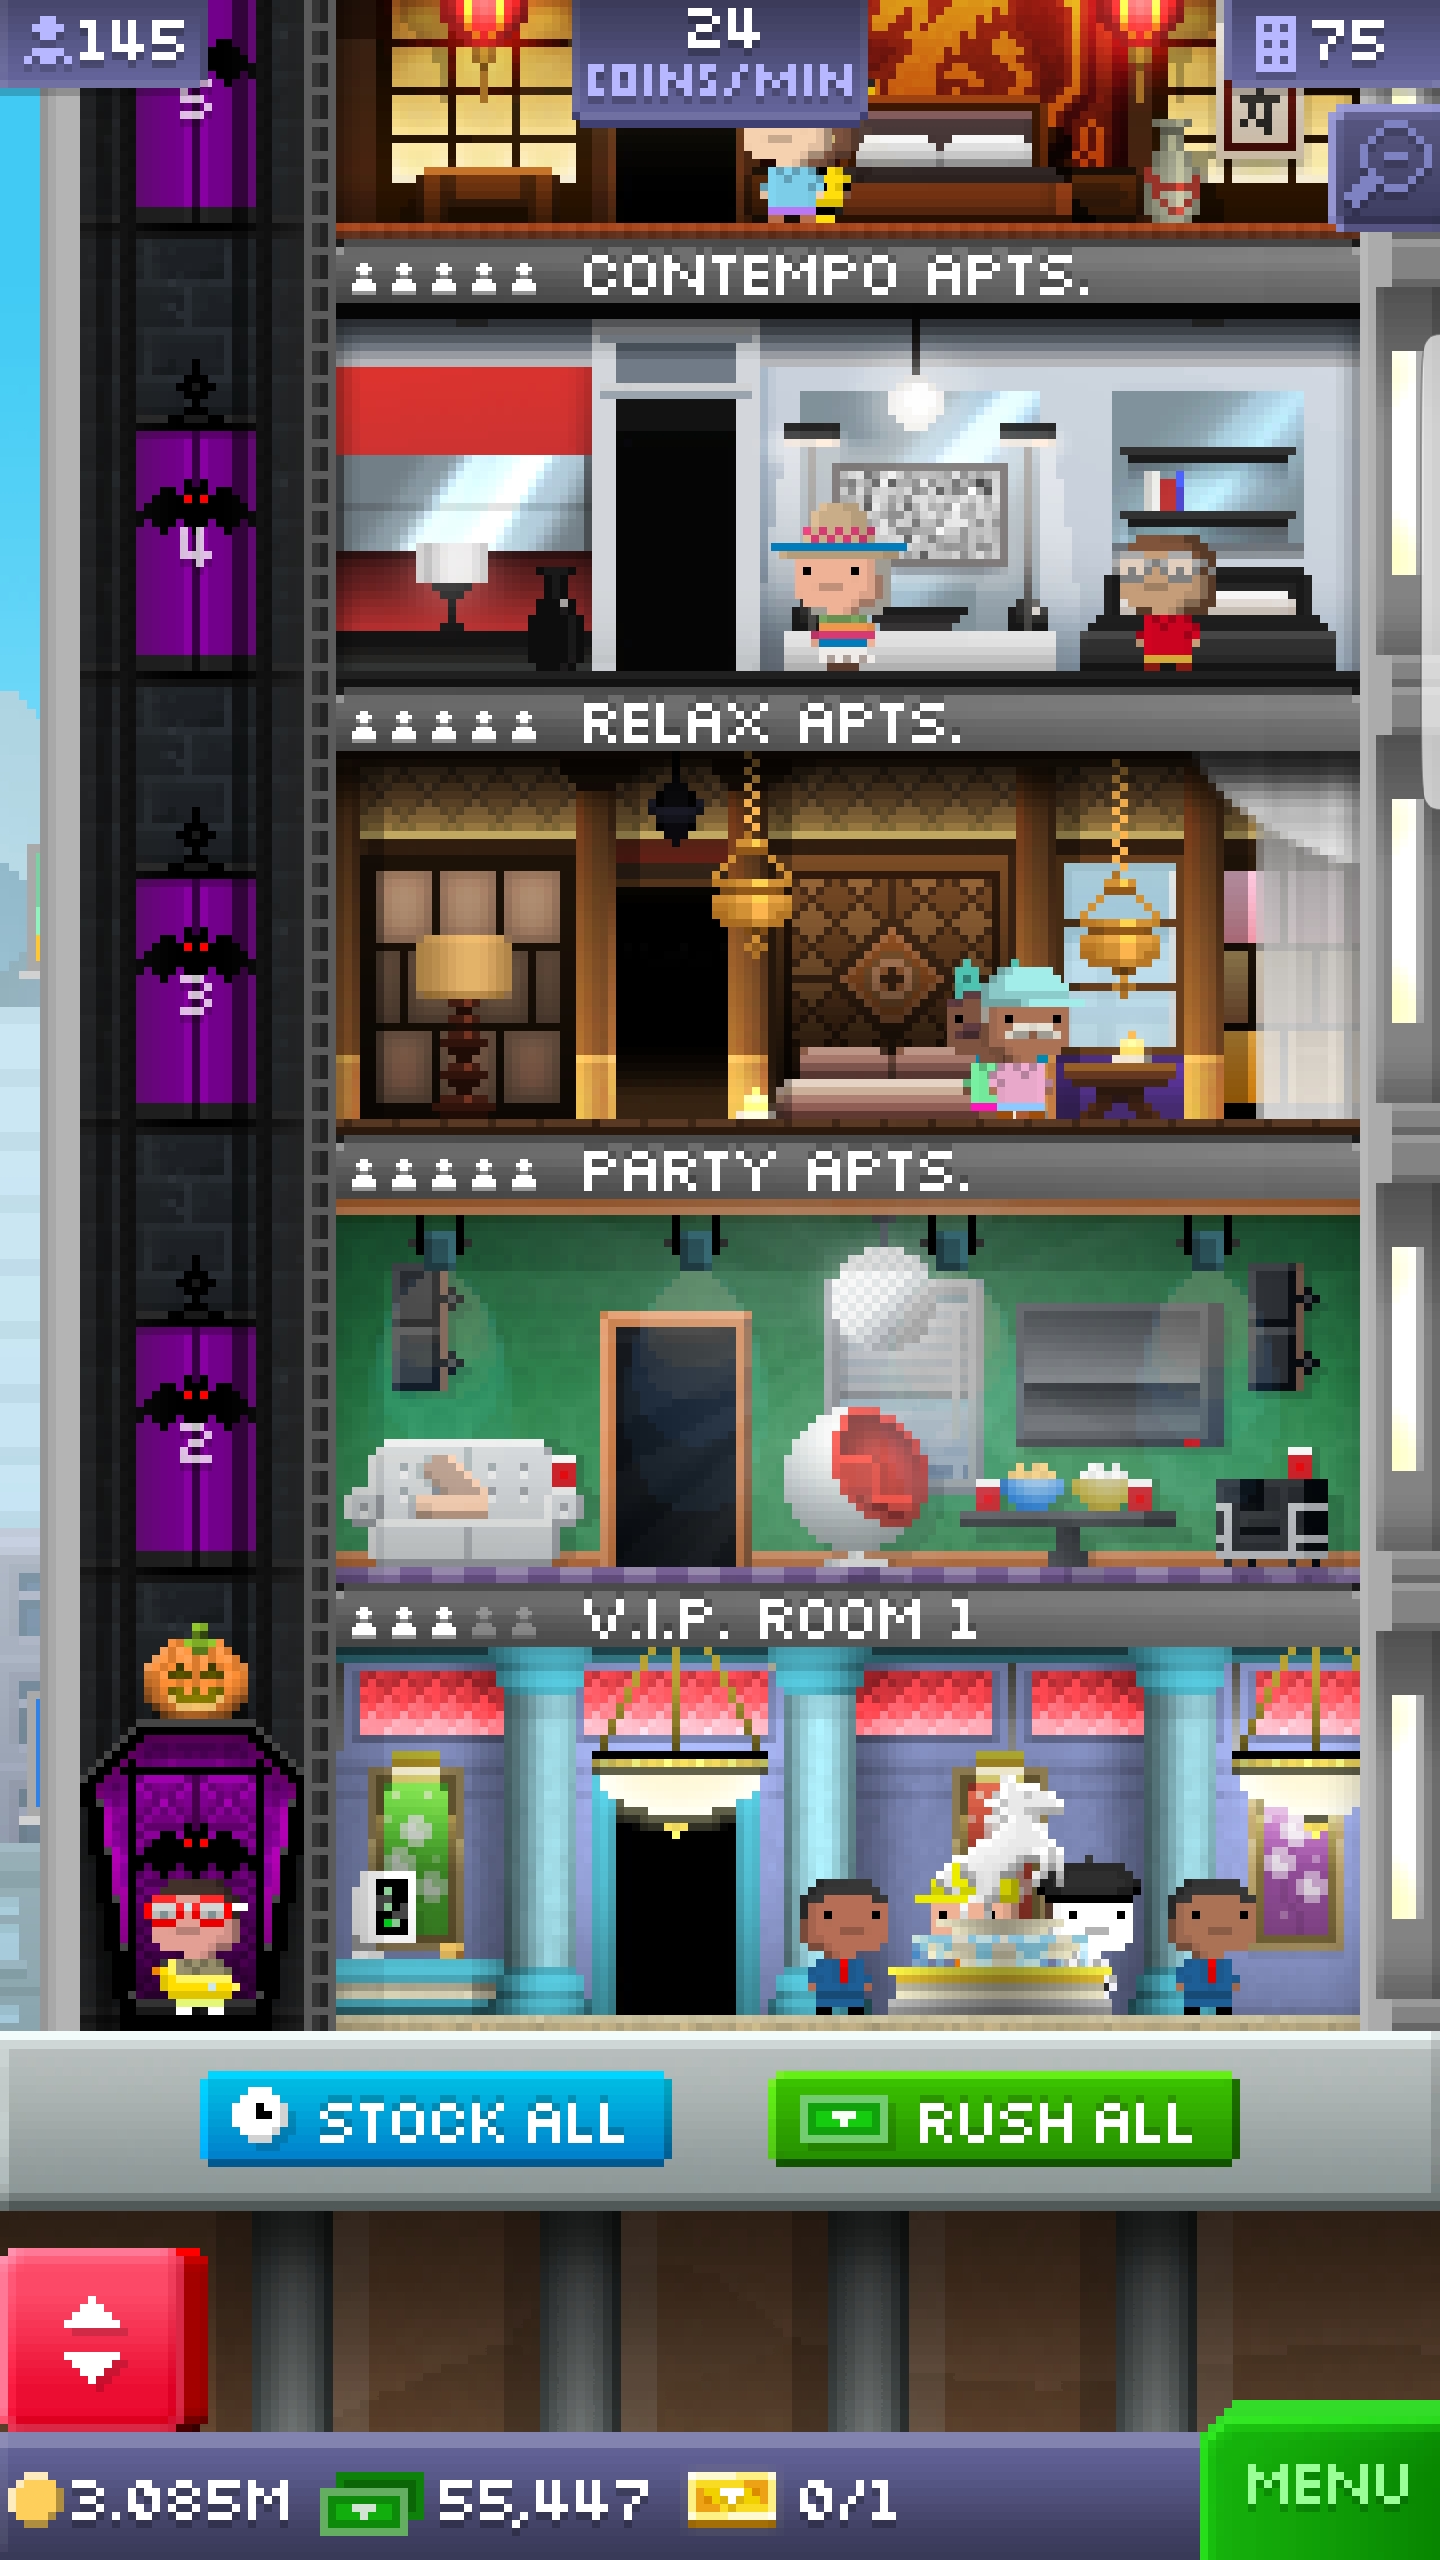 145
24
COINS/MIN
75
5
CONTEMPO APTS.
4
RELAX APTS.
3
PARTY APTS.
2
V.I.P. ROOM 1
STOCK ALL
RUSH ALL
3.085M
55,447
0/1
MENU